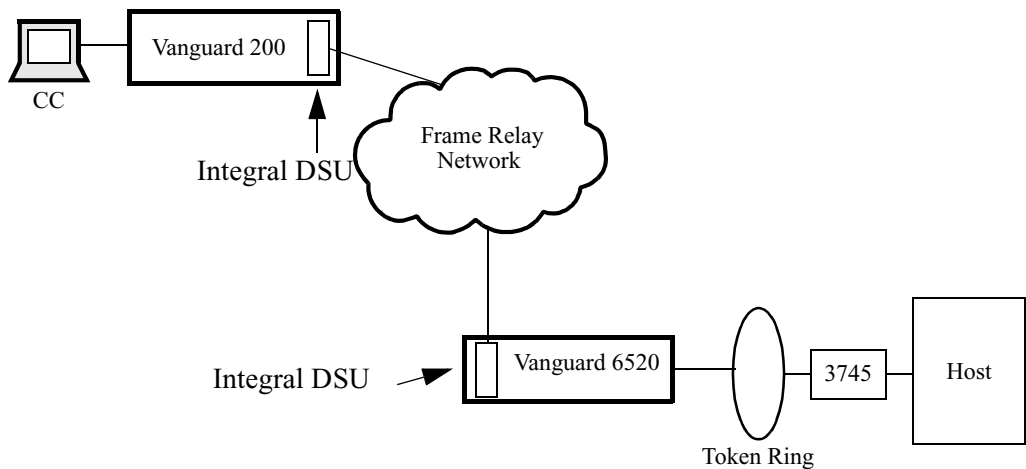 Vanguard 200
CC
Integral DSU
Frame Relay
Network
Integral DSU
Vanguard 6520
3745
Host
Token Ring